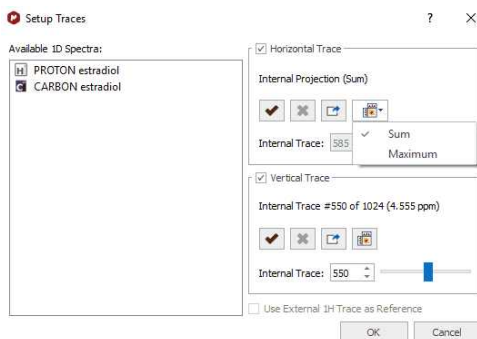 Setup Traces
?
Available 1D Spectra:
H PROTON estradiol
C CARBON estradiol
Horizontal Trace
Internal Projection (Sum)
Internal Trace: 585
Sum
Maximum
Vertical Trace
Internal Trace #550 of 1024 (4.555 ppm)
Internal Trace: 550
Use External 1H Trace as Reference
OK
Cancel